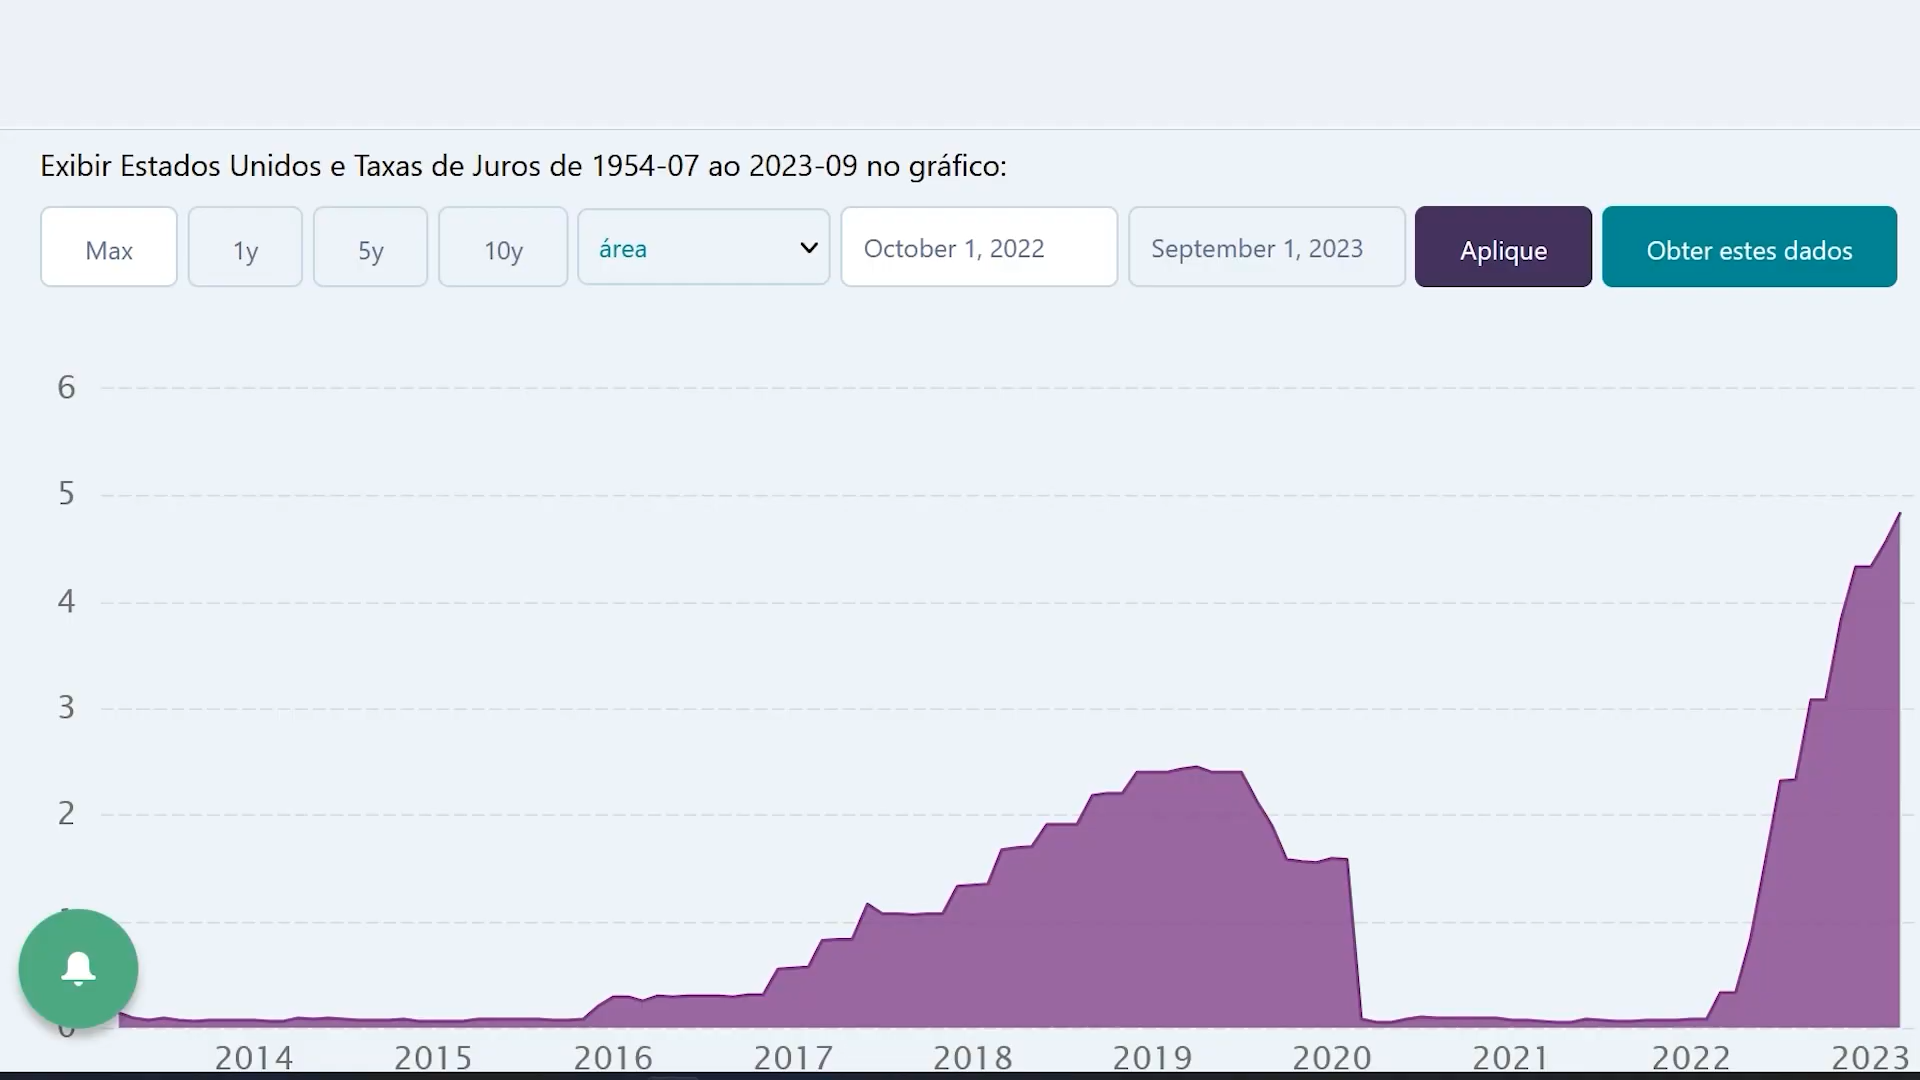 Exibir Estados Unidos e Taxas de Juros de 1954-07 ao 2023-09 no gráfico:
Max 1y 5y 10y área October 1, 2022 September 1, 2023 Aplique Obter estes dados
6
5
4
3
2
0
2014 2015 2016 2017 2018 2019 2020 2021 2022 2023